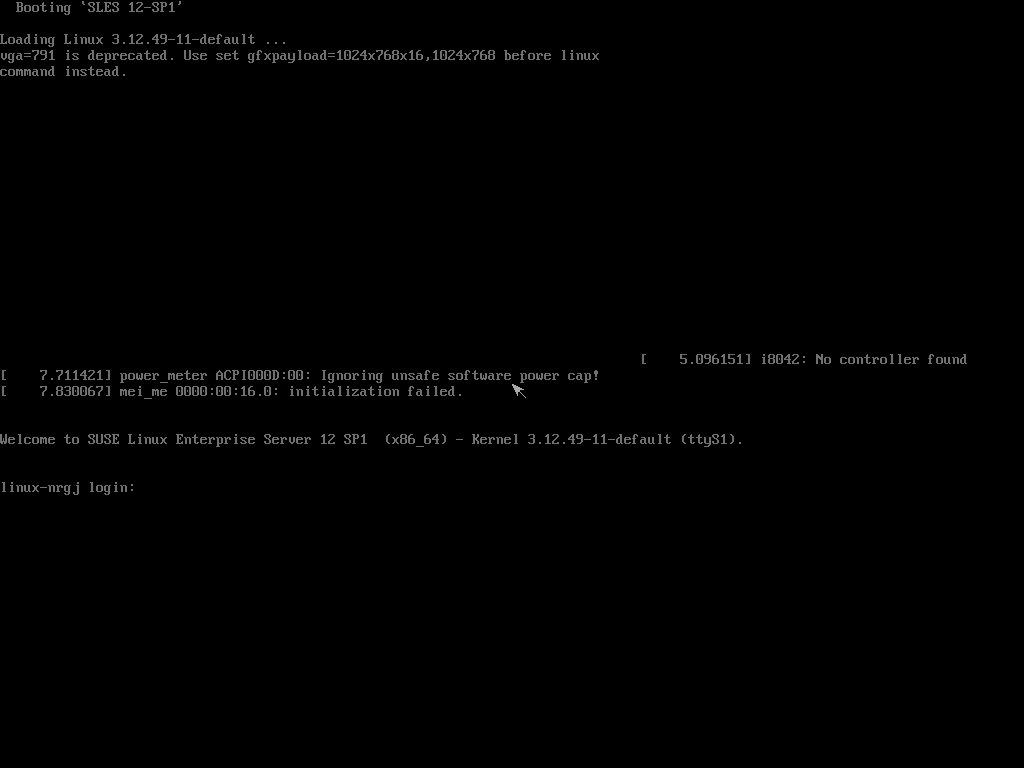 Booting `SLES 12-SP1'
Loading Linux 3.12.49-11-default ...
vga=791 is deprecated. Use set gfxpayload=1024x768x16,1024x768 before linux
command instead.
[    5.096151] i8042: No controller found
[    7.711421] power_meter ACPI000D:00: Ignoring unsafe software power cap!
[    7.830067] mei_me 0000:00:16.0: initialization failed.
Welcome to SUSE Linux Enterprise Server 12 SP1  (x86_64) - Kernel 3.12.49-11-default (ttyS1).
linux-nrgj login: